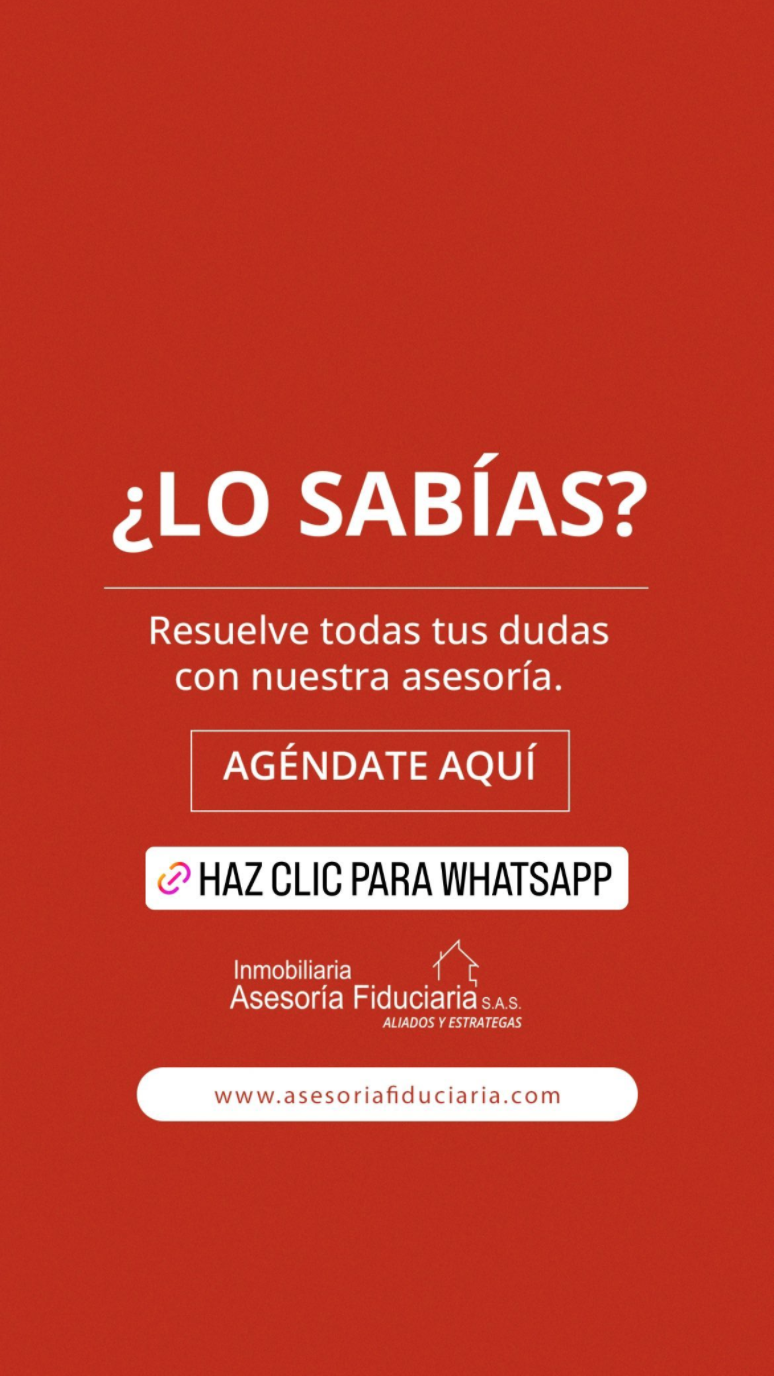 ¿LO SABÍAS?
Resuelve todas tus dudas
con nuestra asesoría.
AGÉNDATE AQUÍ
HAZ CLIC PARA WHATSAPP
Inmobiliaria
Asesoría Fiduciaria S.A.S.
ALIADOS Y ESTRATEGAS
www.asesoriafiduciaria.com